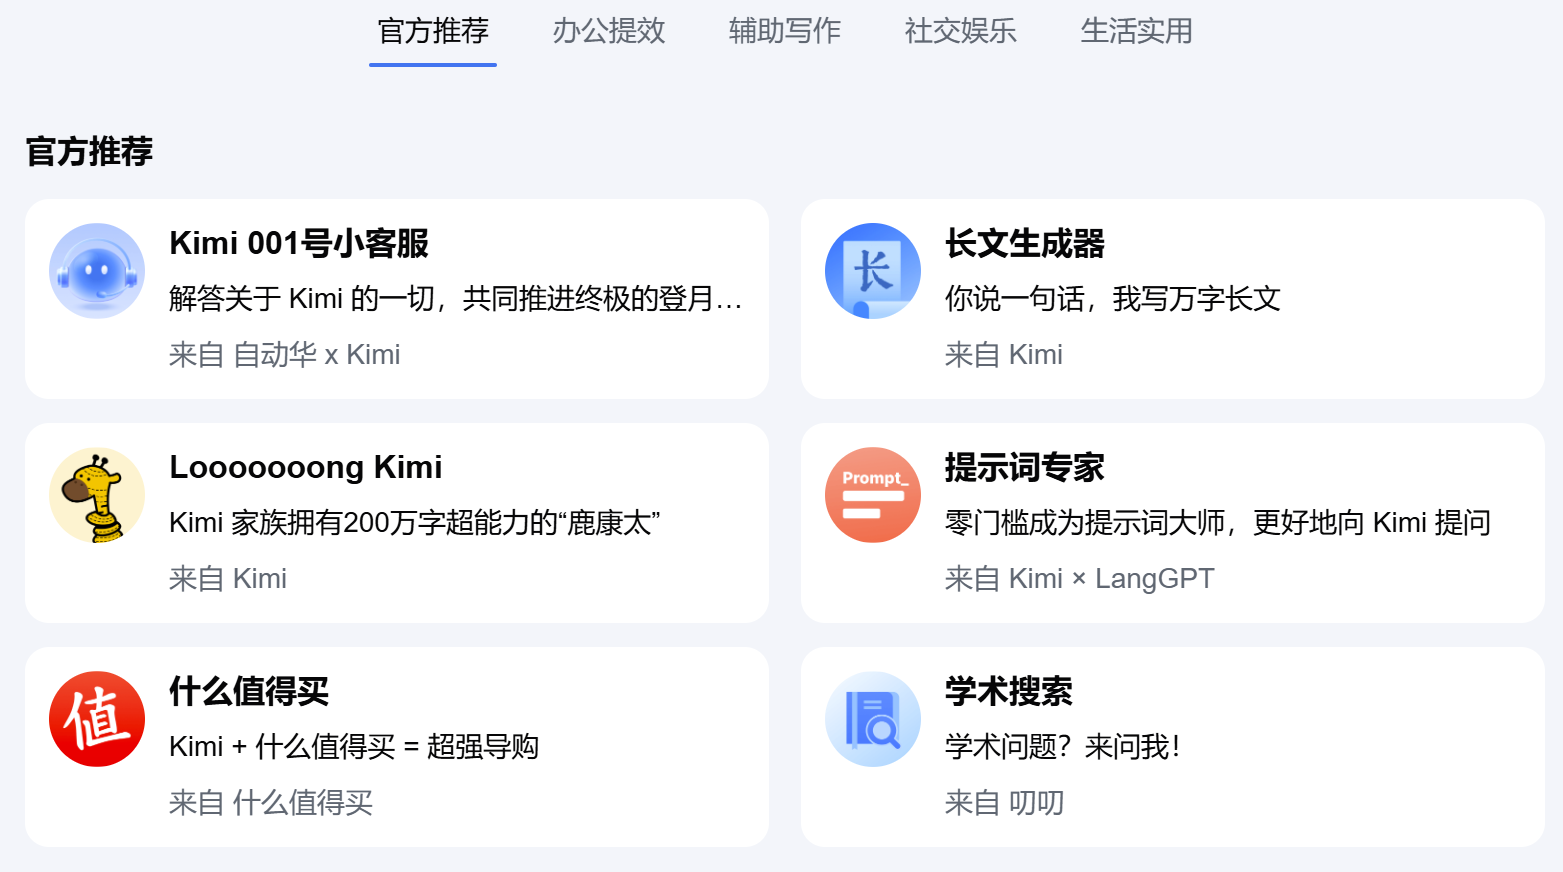 官方推荐 办公提效 辅助写作 社交娱乐 生活实用
官方推荐
Kimi 001号小客服
解答关于 Kimi 的一切，共同推进终极的登月…
来自 自动华 x Kimi
长
长文生成器
你说一句话，我写万字长文
来自 Kimi
Looooooong Kimi
Kimi 家族拥有200万字超能力的“鹿康太”
来自 Kimi
Prompt_
提示词专家
零门槛成为提示词大师，更好地向 Kimi 提问
来自 Kimi × LangGPT
值
什么值得买
Kimi + 什么值得买 = 超强导购
来自 什么值得买
学术搜索
学术问题？来问我！
来自 叨叨